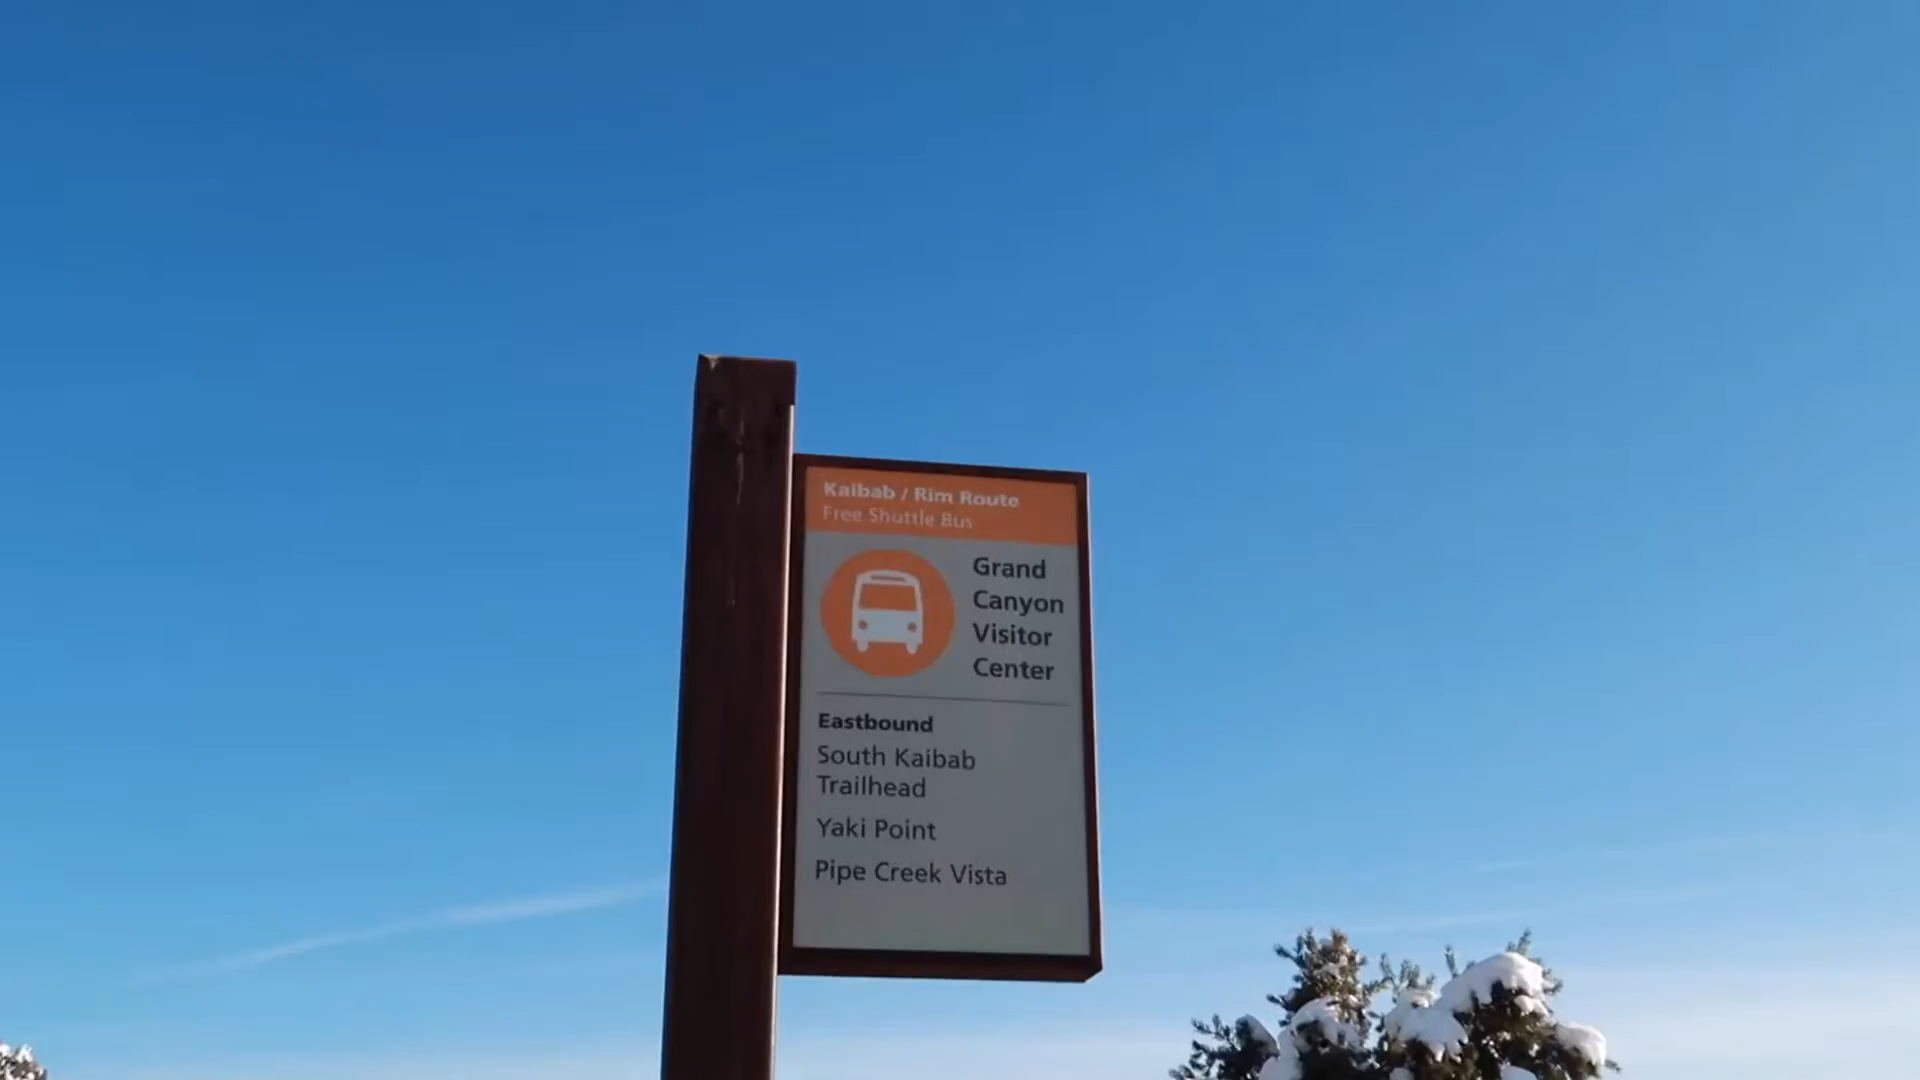 Kaibab / Rim Route
Free Shuttle Bus
Grand
Canyon
Visitor
Center
Eastbound
South Kaibab
Trailhead
Yaki Point
Pipe Creek Vista